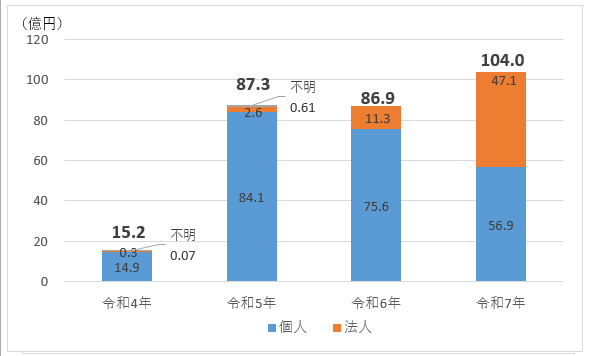 （億円）
120
100
80
60
40
20
0
15.2
不明
0.3
0.07
14.9
87.3
不明
2.6
0.61
84.1
86.9
11.3
75.6
104.0
47.1
56.9
令和4年
令和5年
令和6年
令和7年
個人
法人